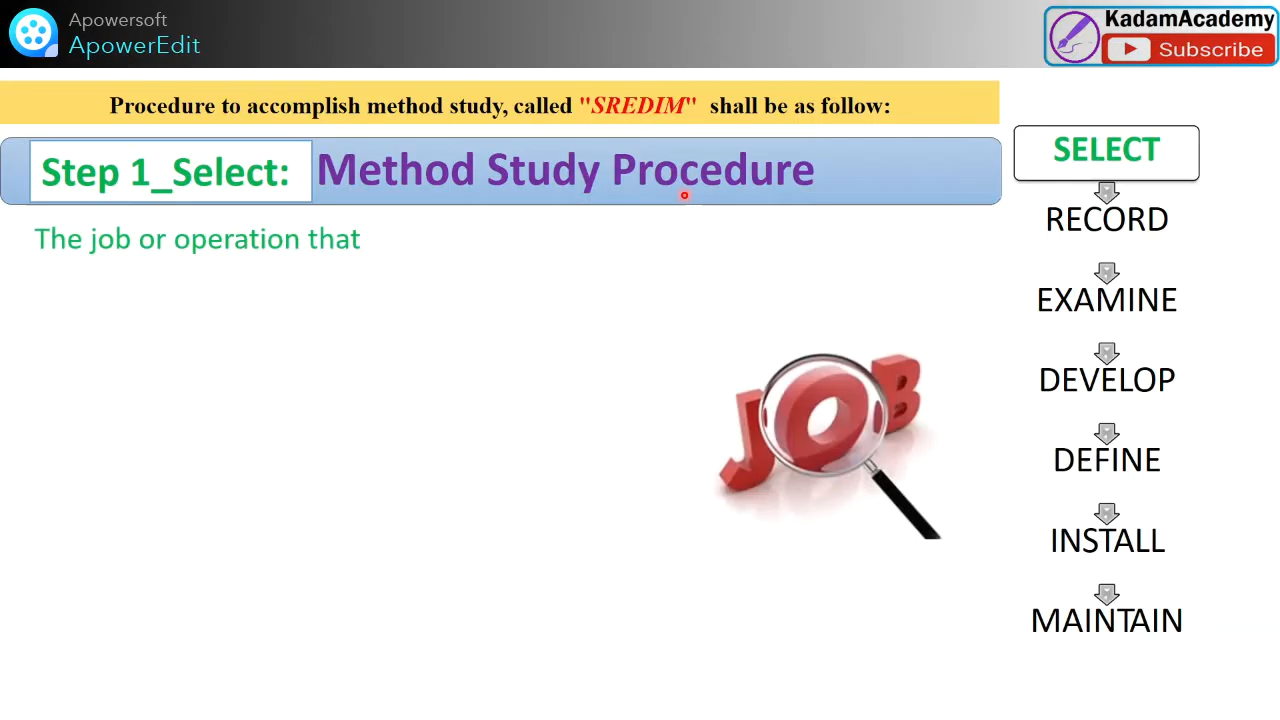 Apowersoft
ApowerEdit
KadamAcademy
Subscribe
Procedure to accomplish method study, called "SREDIM" shall be as follow:
Step 1_Select: Method Study Procedure
The job or operation that
JOB
SELECT
RECORD
EXAMINE
DEVELOP
DEFINE
INSTALL
MAINTAIN